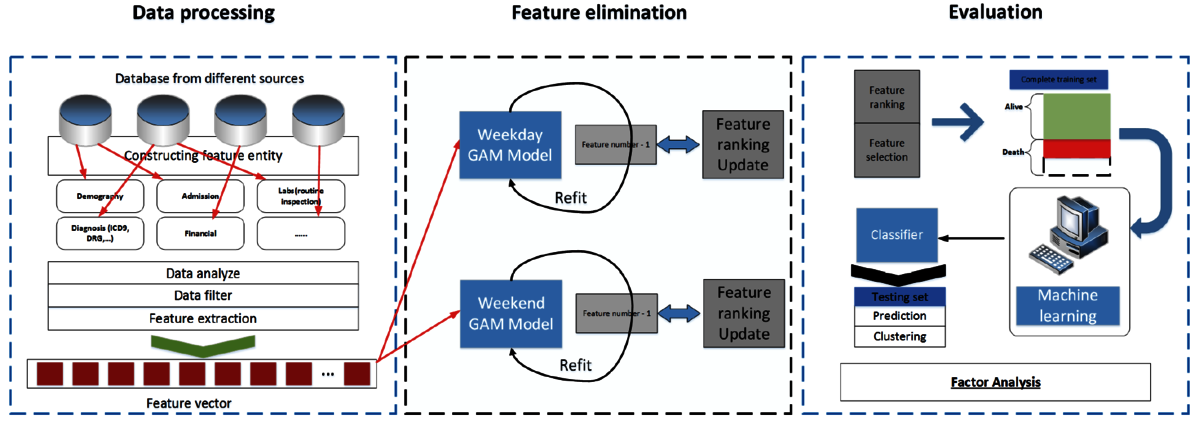 Data processing
Feature elimination
Evaluation
Database from different sources
Constructing feature entity
Demography
Admission
Labs(routine
inspection)
Diagnosis (ICD9,
DRG,...)
Financial
......
Data analyze
Data filter
Feature extraction
...
Feature vector
Weekday
GAM Model
Feature number - 1
Feature
ranking
Update
Refit
Weekend
GAM Model
Feature number - 1
Feature
ranking
Update
Refit
Feature
ranking
Feature
selection
Complete training set
Alive
Death
Classifier
Machine
learning
Testing set
Prediction
Clustering
Factor Analysis